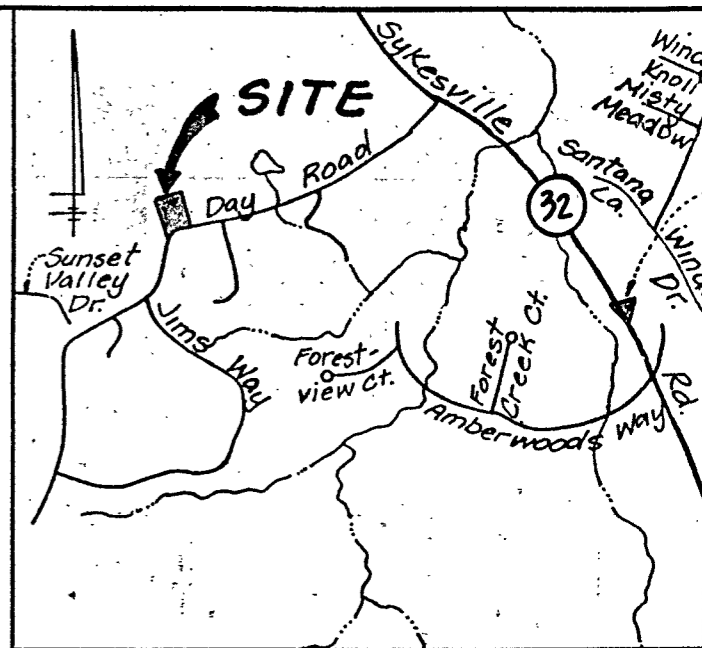 SITE
Sykesville
Wind
Knoll
Misty
Meadow
Santana
La.
32
Day Road
Sunset
Valley
Dr.
Jims Way
Forest-
view Ct.
Forest
Creek Ct.
Amberwoods Way
Dr.
Rd.